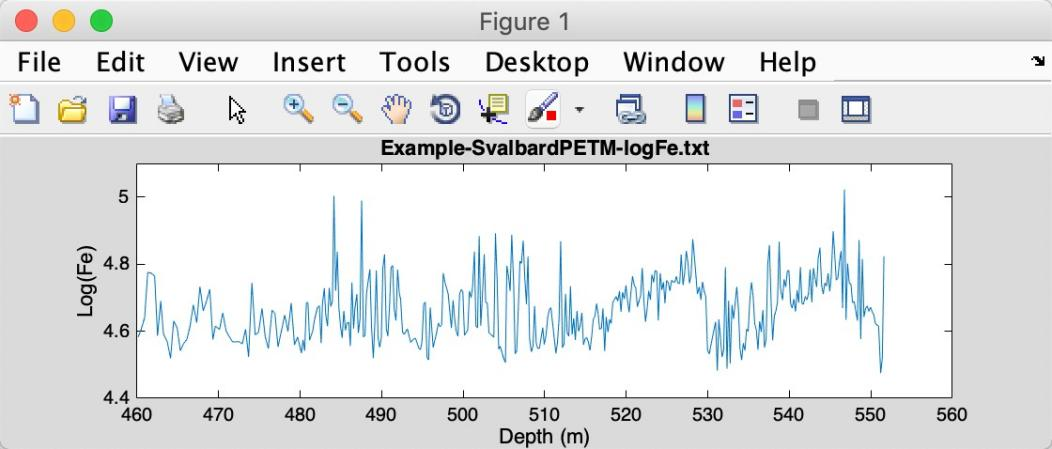 Figure 1
File Edit View Insert Tools Desktop Window Help
Example-SvalbardPETM-logFe.txt
Log(Fe)
5
4.8
4.6
4.4
460 470 480 490 500 510 520 530 540 550 560
Depth (m)